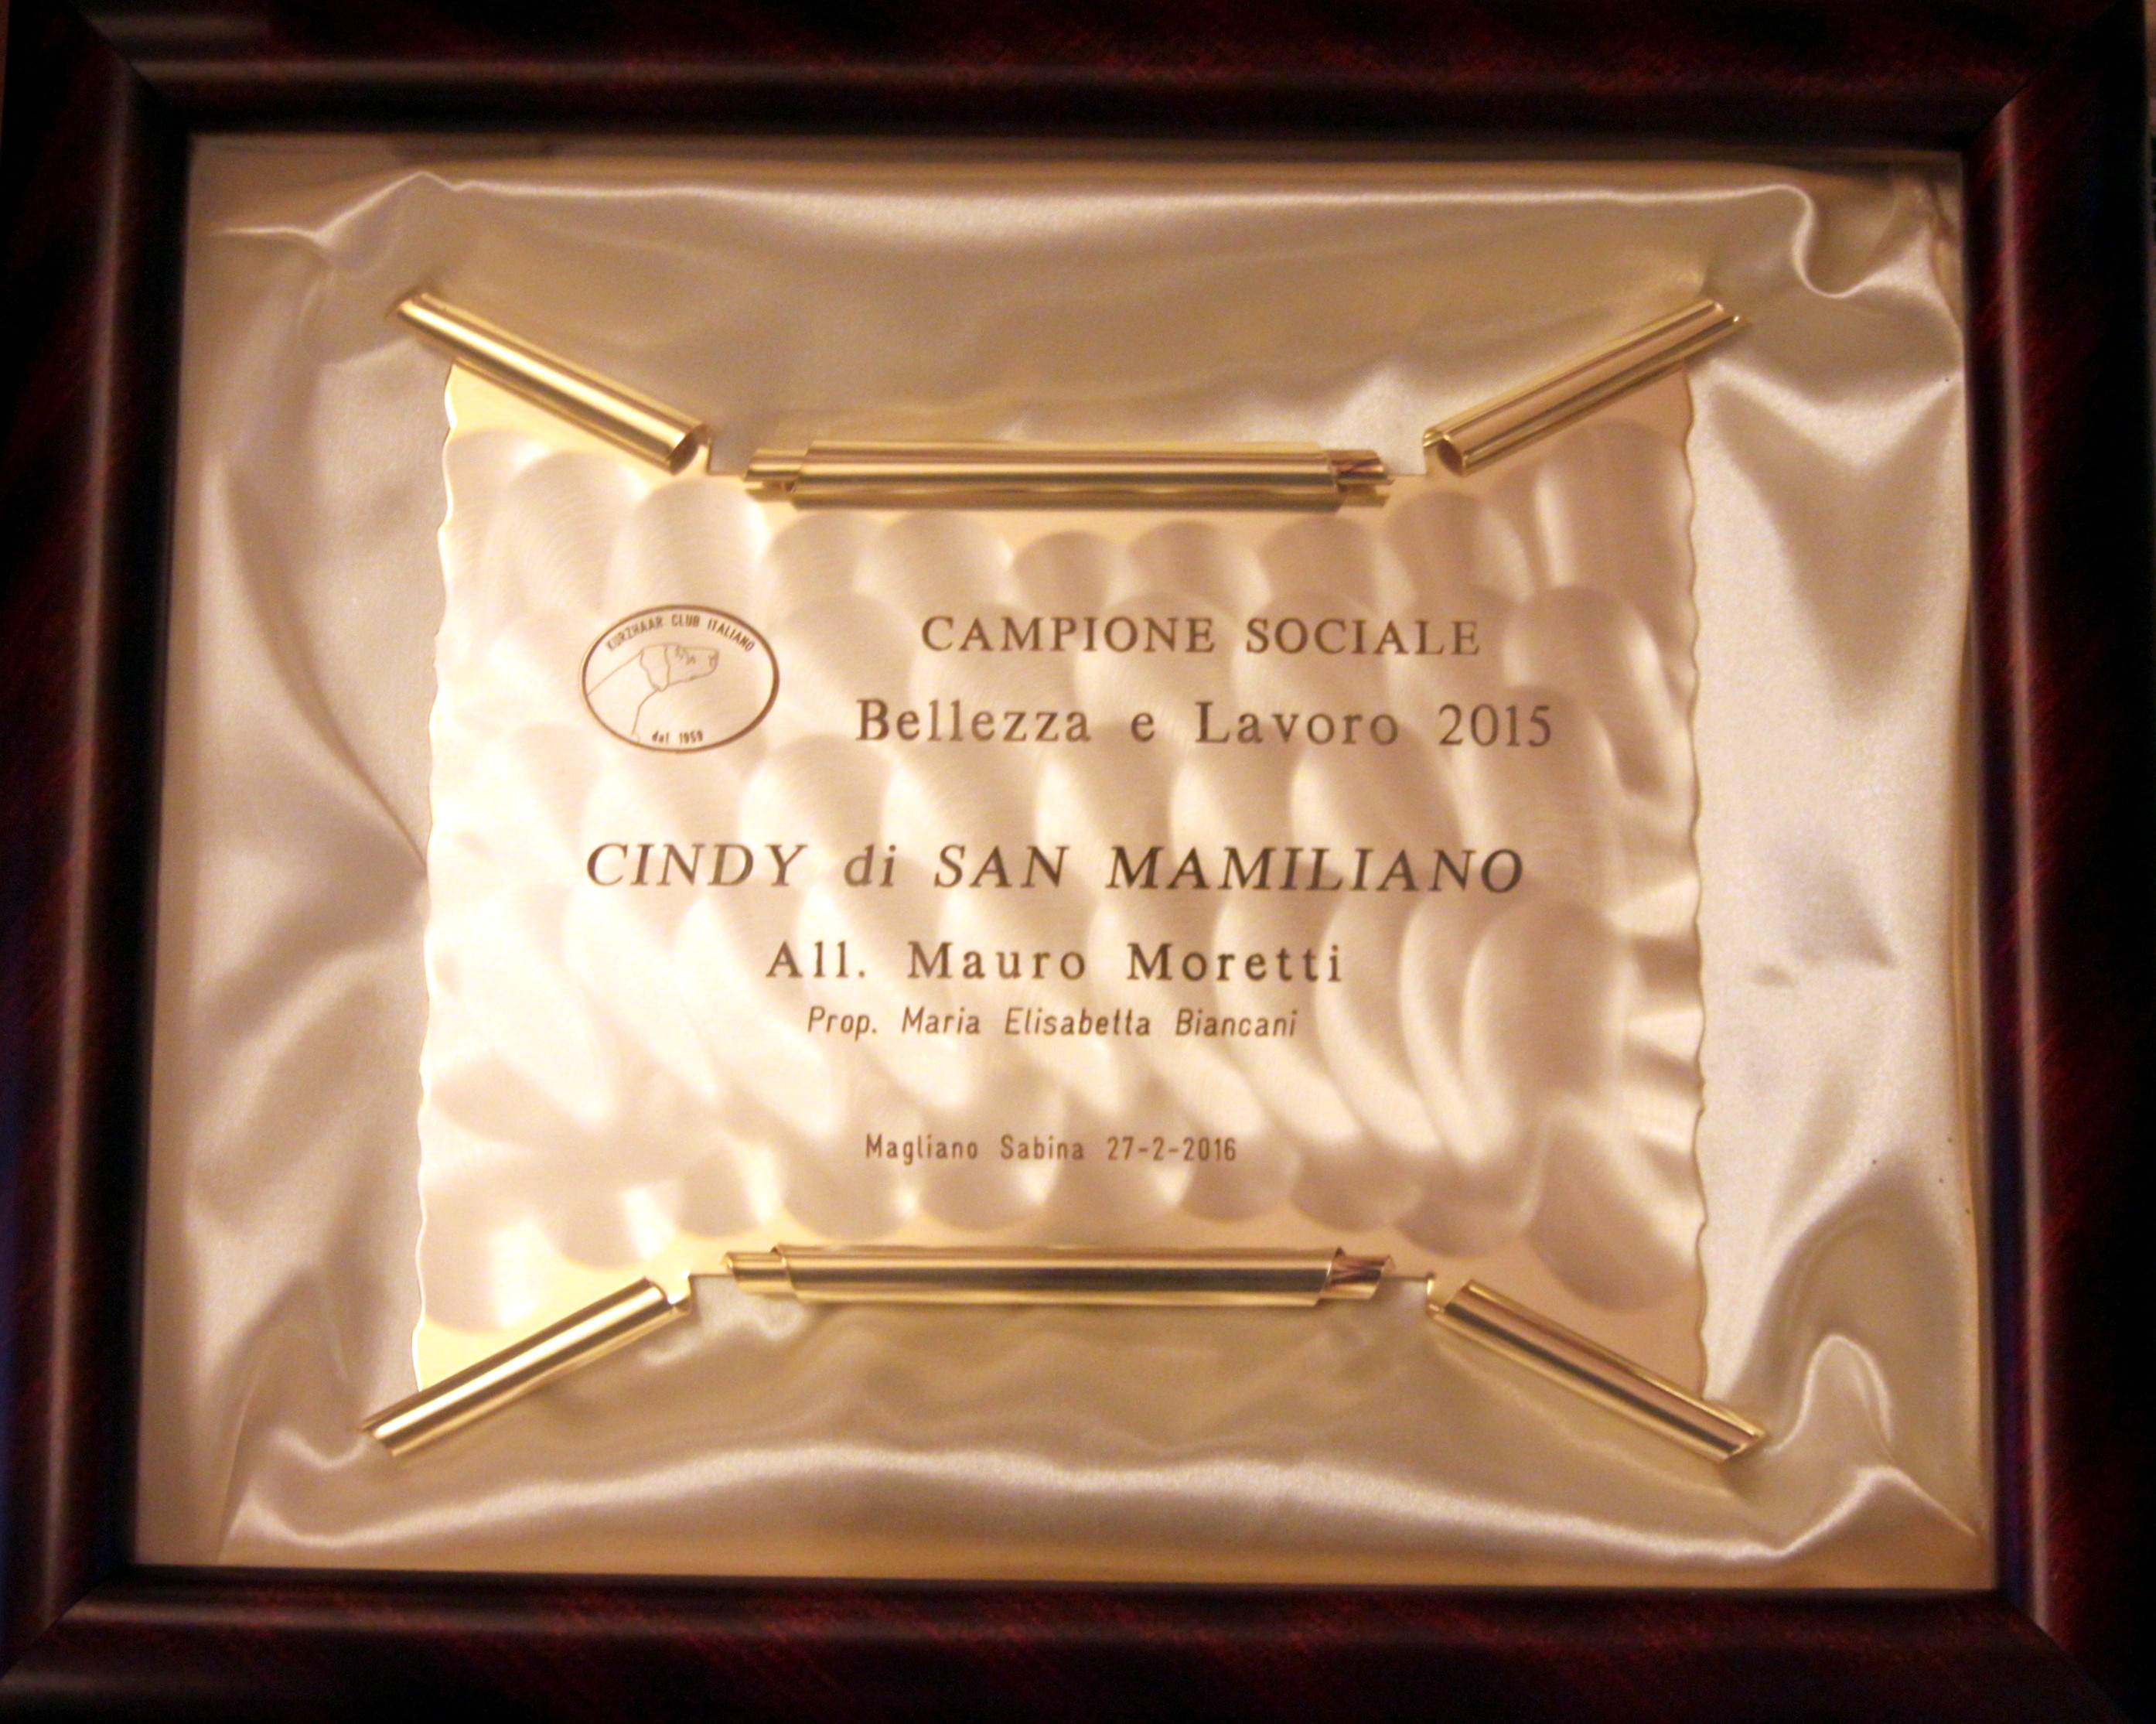 KURZHAAR CLUB ITALIANO
dal 1959
CAMPIONE SOCIALE
Bellezza e Lavoro 2015
CINDY di SAN MAMILIANO
All. Mauro Moretti
Prop. Maria Elisabetta Biancani
Magliano Sabina 27-2-2016